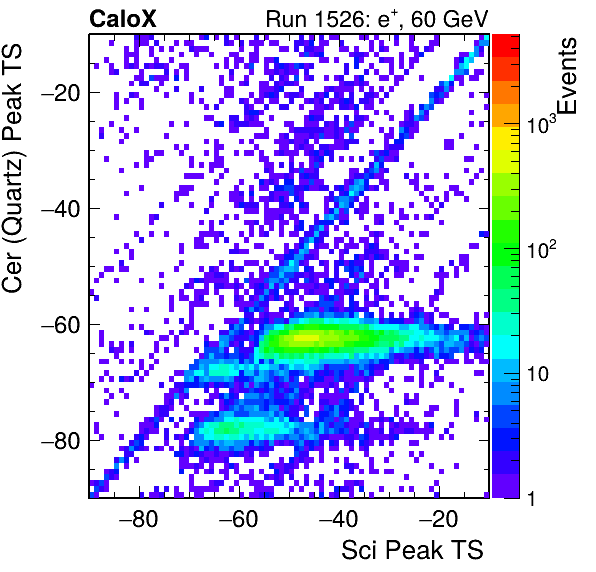 CaloX Run 1526: e⁺, 60 GeV
Cer (Quartz) Peak TS
−20
−40
−60
−80
−80 −60 −40 −20
Sci Peak TS
Events
10³
10²
10
1